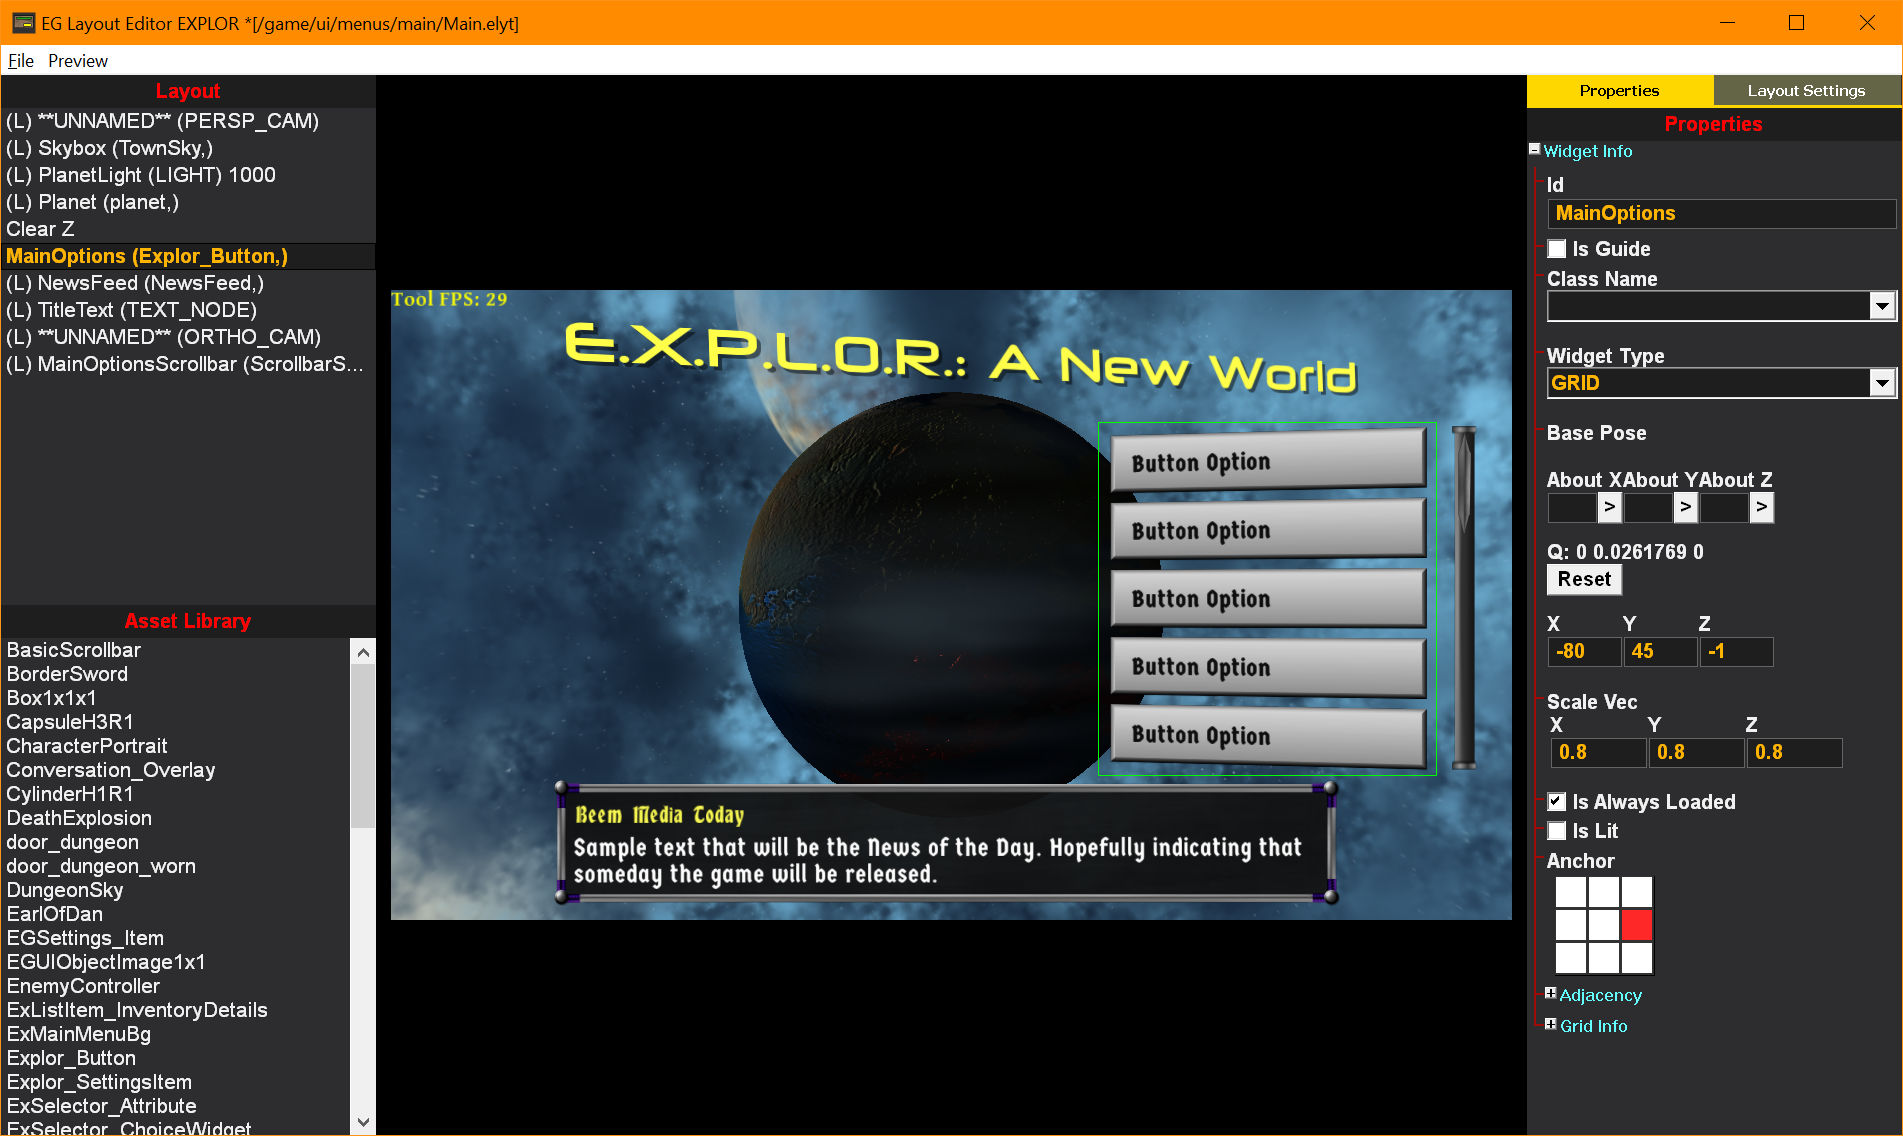 EG Layout Editor EXPLOR *[/game/ui/menus/main/Main.elyt]
File Preview
Layout
(L) **UNNAMED** (PERSP_CAM)
(L) Skybox (TownSky,)
(L) PlanetLight (LIGHT) 1000
(L) Planet (planet,)
Clear Z
MainOptions (Explor_Button,)
(L) NewsFeed (NewsFeed,)
(L) TitleText (TEXT_NODE)
(L) **UNNAMED** (ORTHO_CAM)
(L) MainOptionsScrollbar (ScrollbarS...
Asset Library
BasicScrollbar
BorderSword
Box1x1x1
CapsuleH3R1
CharacterPortrait
Conversation_Overlay
CylinderH1R1
DeathExplosion
door_dungeon
door_dungeon_worn
DungeonSky
EarlOfDan
EGSettings_Item
EGUIObjectImage1x1
EnemyController
ExListItem_InventoryDetails
ExMainMenuBg
Explor_Button
Explor_SettingsItem
ExSelector_Attribute
ExSelector_ChoiceWidget
Tool FPS: 29
E.X.P.L.O.R.: A New World
Button Option
Button Option
Button Option
Button Option
Button Option
Beem Media Today
Sample text that will be the News of the Day. Hopefully indicating that
someday the game will be released.
Properties Layout Settings
Properties
Widget Info
Id
MainOptions
Is Guide
Class Name
Widget Type
GRID
Base Pose
About X About Y About Z
> > >
Q: 0 0.0261769 0
Reset
X Y Z
-80 45 -1
Scale Vec
X Y Z
0.8 0.8 0.8
Is Always Loaded
Is Lit
Anchor
Adjacency
Grid Info